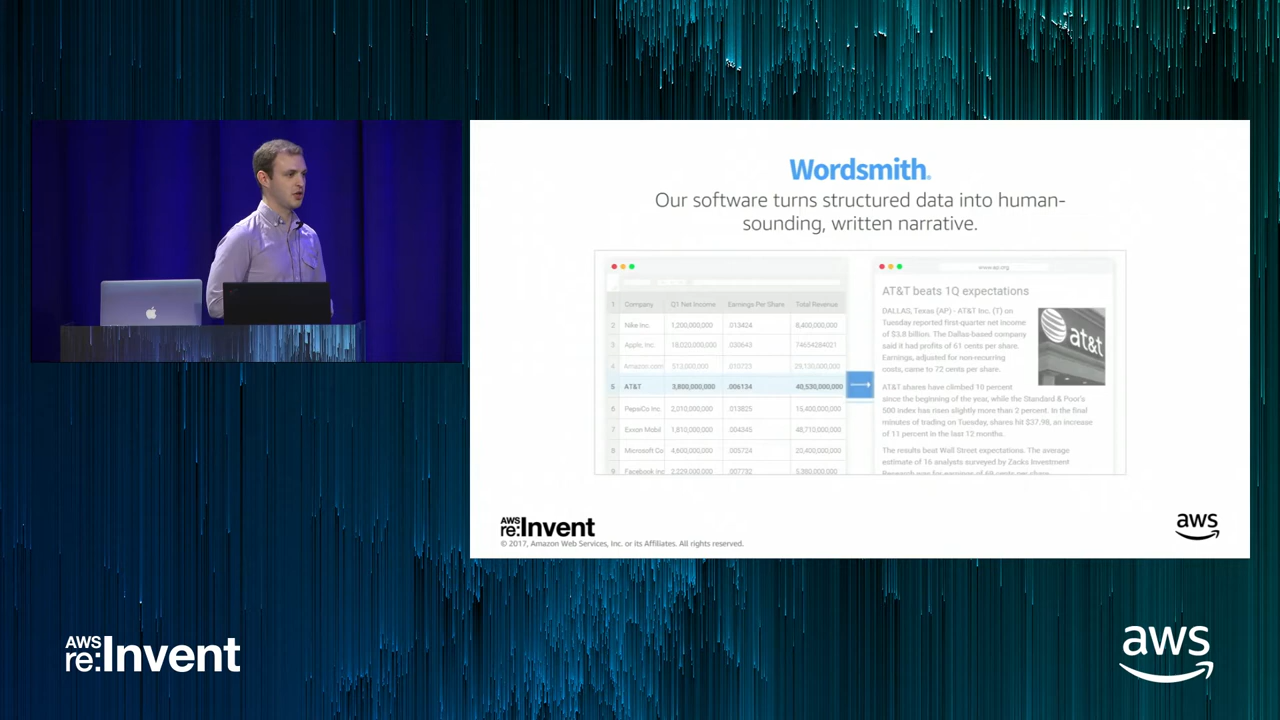 Wordsmith.
Our software turns structured data into human-
sounding, written narrative.
1 Company Q1 Net Income Earnings Per Share Total Revenue
2 Nike Inc. 1,200,000,000 .013424 8,400,000,000
3 Apple, Inc. 18,020,000,000 .030643 74654284021
4 Amazon.com 513,000,000 .010723 29,130,000,000
5 AT&T 3,800,000,000 .006134 40,530,000,000
6 PepsiCo Inc. 2,010,000,000 .013825 15,400,000,000
7 Exxon Mobil 1,810,000,000 .004345 48,710,000,000
8 Microsoft Co 4,600,000,000 .005724 20,400,000,000
9 Facebook Inc 2,229,000,000 .007732 5,380,000,000
www.ap.org
AT&T beats 1Q expectations
DALLAS, Texas (AP) - AT&T Inc. (T) on
Tuesday reported first-quarter net income
of $3.8 billion. The Dallas-based company
said it had profits of 61 cents per share.
Earnings, adjusted for non-recurring
costs, came to 72 cents per share.
at&t
AT&T shares have climbed 10 percent
since the beginning of the year, while the Standard & Poor's
500 index has risen slightly more than 2 percent. In the final
minutes of trading on Tuesday, shares hit $37.98, an increase
of 11 percent in the last 12 months.
The results beat Wall Street expectations. The average
estimate of 16 analysts surveyed by Zacks Investment
Research was for earnings of 69 cents per share.
AWS
re:Invent
© 2017, Amazon Web Services, Inc. or its Affiliates. All rights reserved.
aws
AWS
re:Invent
aws